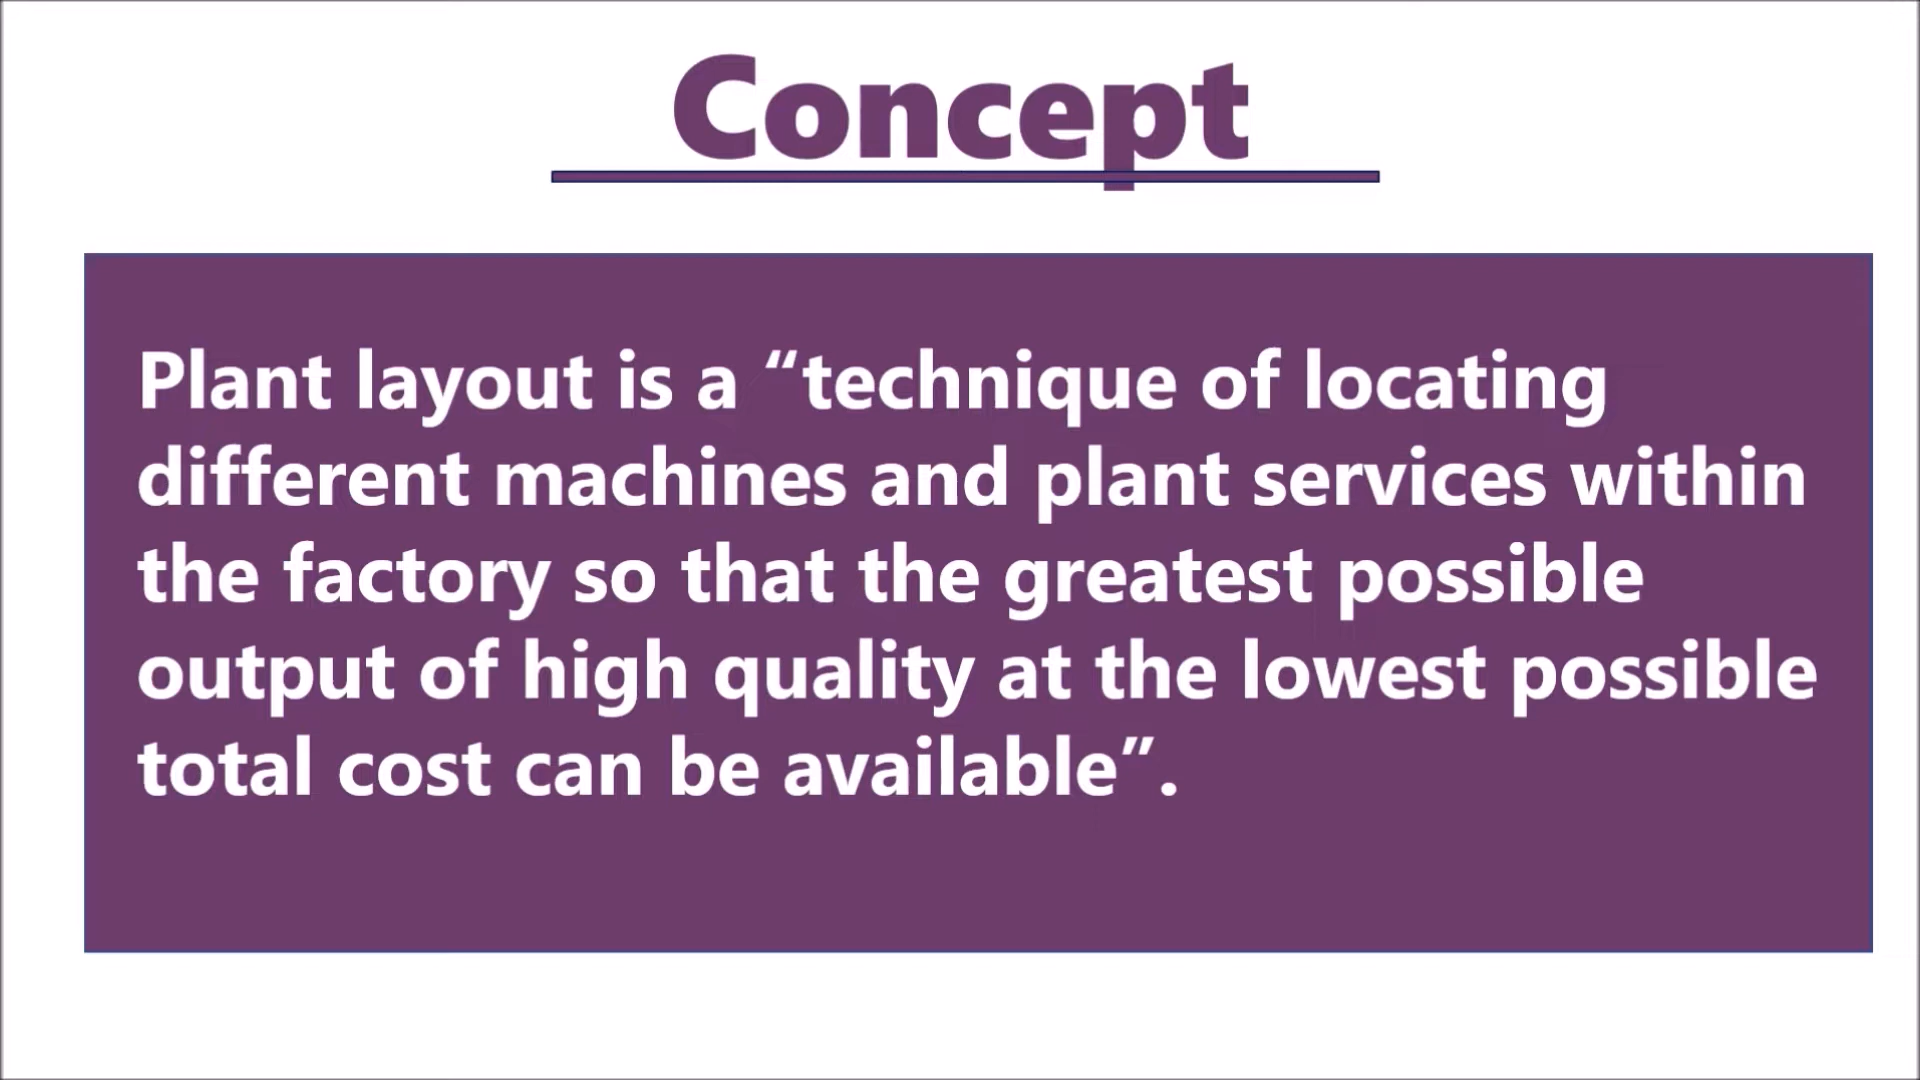 Concept
Plant layout is a “technique of locating
different machines and plant services within
the factory so that the greatest possible
output of high quality at the lowest possible
total cost can be available”.